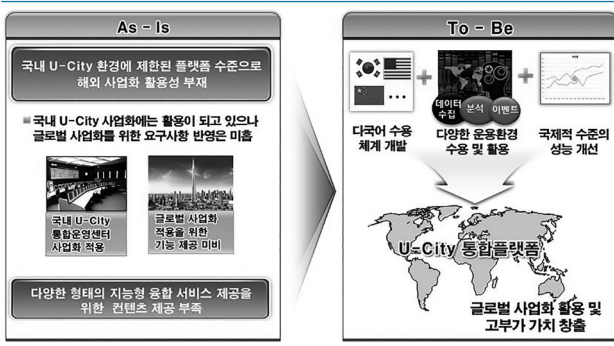 As - Is
국내 U-City 환경에 제한된 플랫폼 수준으로
해외 사업화 활용성 부재
국내 U-City 사업화에는 활용이 되고 있으나
글로벌 사업화를 위한 요구사항 반영은 미흡
국내 U-City
통합운영센터
사업화 적용
글로벌 사업화
적용을 위한
기능 제공 미비
다양한 형태의 지능형 융합 서비스 제공을
위한 컨텐츠 제공 부족
To - Be
데이터
수집
분석
이벤트
다국어 수용
체계 개발
다양한 운용환경
수용 및 활용
국제적 수준의
성능 개선
U-City 통합플랫폼
글로벌 사업화 활용 및
고부가 가치 창출